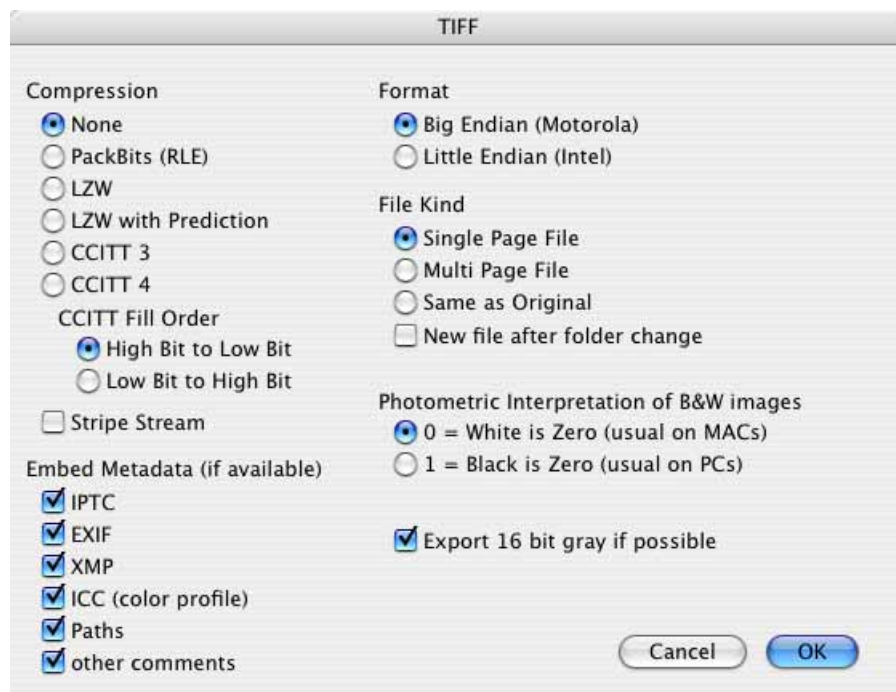 TIFF
Compression
None
PackBits (RLE)
LZW
LZW with Prediction
CCITT 3
CCITT 4
CCITT Fill Order
High Bit to Low Bit
Low Bit to High Bit
Stripe Stream
Embed Metadata (if available)
IPTC
EXIF
XMP
ICC (color profile)
Paths
other comments
Format
Big Endian (Motorola)
Little Endian (Intel)
File Kind
Single Page File
Multi Page File
Same as Original
New file after folder change
Photometric Interpretation of B&W images
0 = White is Zero (usual on MACs)
1 = Black is Zero (usual on PCs)
Export 16 bit gray if possible
Cancel
OK